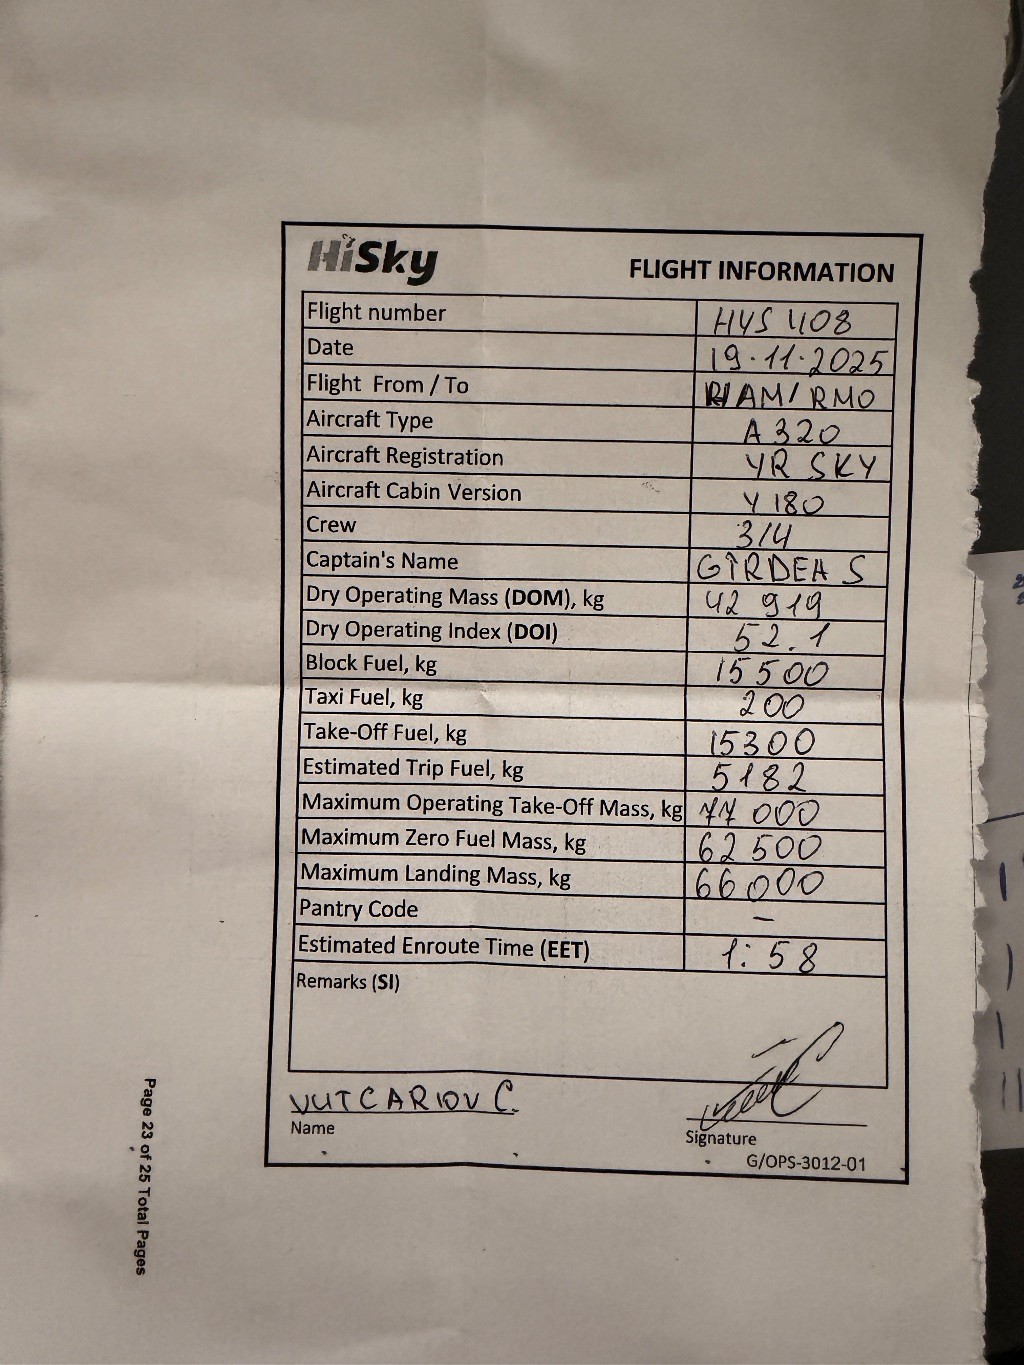 HiSky
FLIGHT INFORMATION
Flight number HYS 408
Date 19.11.2025
Flight From / To RIAM/ RMO
Aircraft Type A 320
Aircraft Registration YR SKY
Aircraft Cabin Version Y 180
Crew 3/4
Captain's Name GÎRDEA S
Dry Operating Mass (DOM), kg 42 919
Dry Operating Index (DOI) 52.1
Block Fuel, kg 15500
Taxi Fuel, kg 200
Take-Off Fuel, kg 15300
Estimated Trip Fuel, kg 5182
Maximum Operating Take-Off Mass, kg 77 000
Maximum Zero Fuel Mass, kg 62 500
Maximum Landing Mass, kg 66000
Pantry Code –
Estimated Enroute Time (EET) 1:58
Remarks (SI)
VUTCARIOV C.
Name
Signature
G/OPS-3012-01
Page 23 of 25 Total Pages